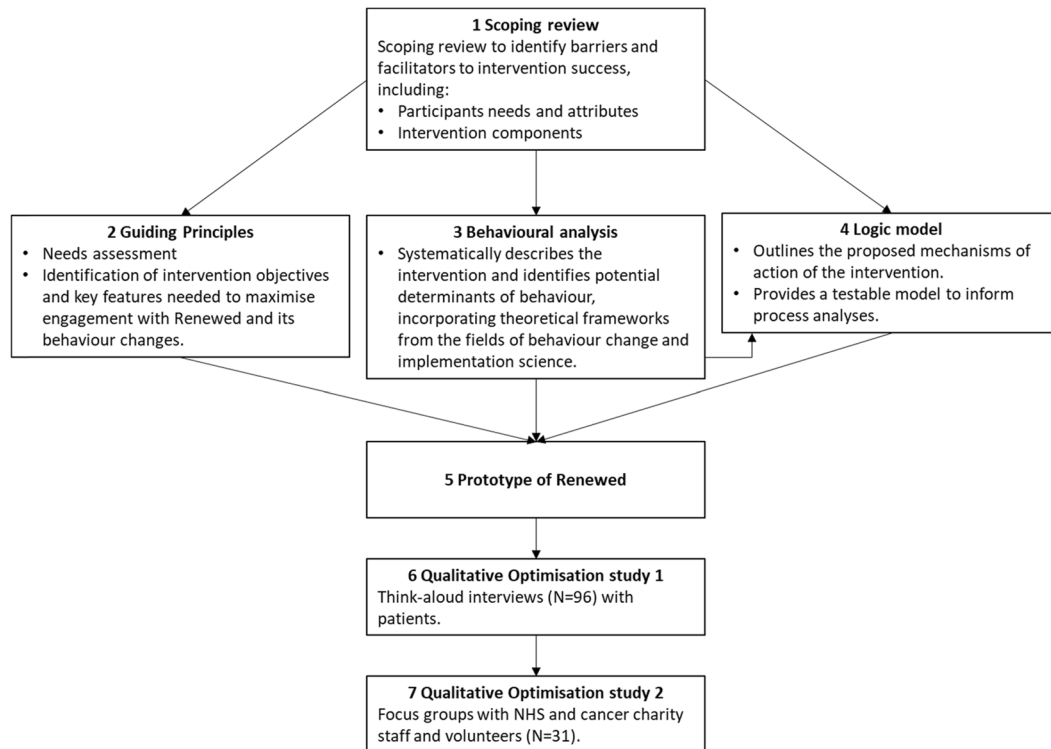 1 Scoping review
Scoping review to identify barriers and
facilitators to intervention success,
including:
• Participants needs and attributes
• Intervention components
2 Guiding Principles
• Needs assessment
• Identification of intervention objectives
and key features needed to maximise
engagement with Renewed and its
behaviour changes.
3 Behavioural analysis
• Systematically describes the
intervention and identifies potential
determinants of behaviour,
incorporating theoretical frameworks
from the fields of behaviour change and
implementation science.
4 Logic model
• Outlines the proposed mechanisms of
action of the intervention.
• Provides a testable model to inform
process analyses.
5 Prototype of Renewed
6 Qualitative Optimisation study 1
Think-aloud interviews (N=96) with
patients.
7 Qualitative Optimisation study 2
Focus groups with NHS and cancer charity
staff and volunteers (N=31).